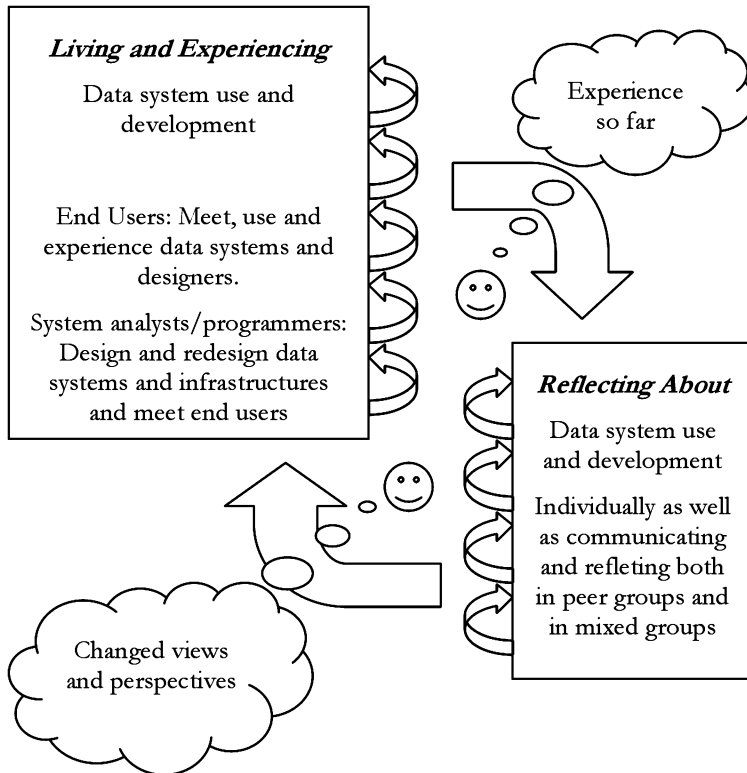 Living and Experiencing
Data system use and
development
End Users: Meet, use and
experience data systems and
designers.
System analysts/programmers:
Design and redesign data
systems and infrastructures
and meet end users
Experience
so far
Reflecting About
Data system use
and development
Individually as well
as communicating
and refleting both
in peer groups and
in mixed groups
Changed views
and perspectives